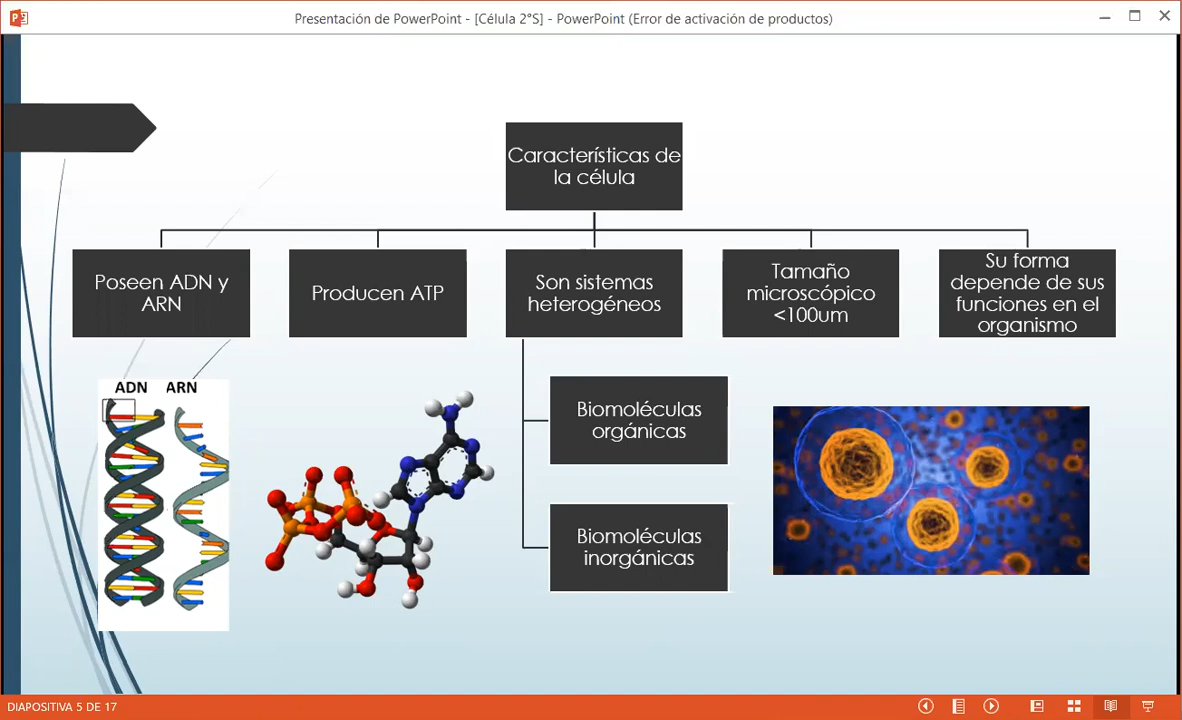 Presentación de PowerPoint - [Célula 2°S] - PowerPoint (Error de activación de productos)
Características de
la célula
Poseen ADN y
ARN
Producen ATP
Son sistemas
heterogéneos
Tamaño
microscópico
<100um
Su forma
depende de sus
funciones en el
organismo
ADN ARN
Biomoléculas
orgánicas
Biomoléculas
inorgánicas
DIAPOSITIVA 5 DE 17